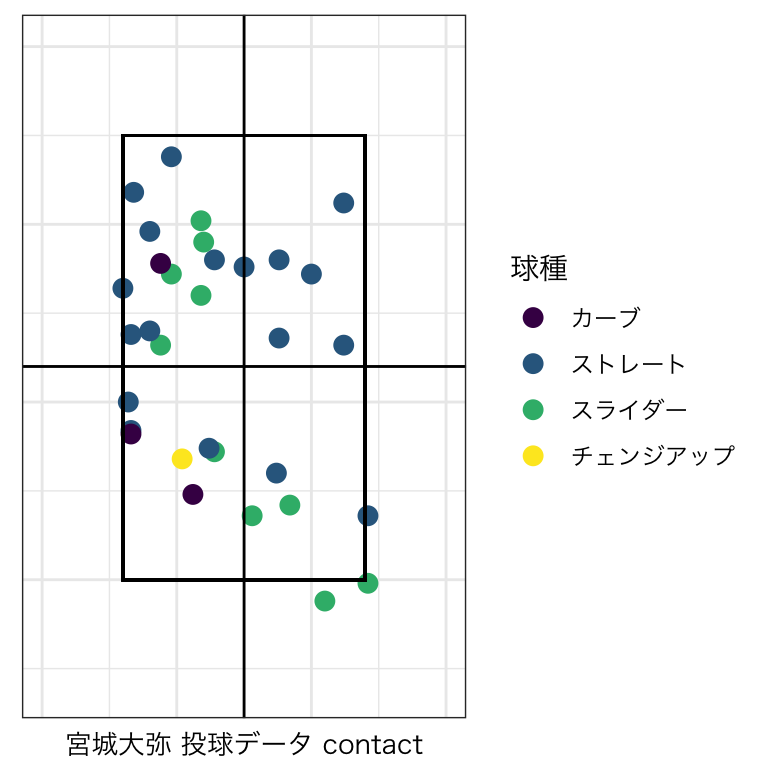 球種
カーブ
ストレート
スライダー
チェンジアップ
宮城大弥 投球データ contact